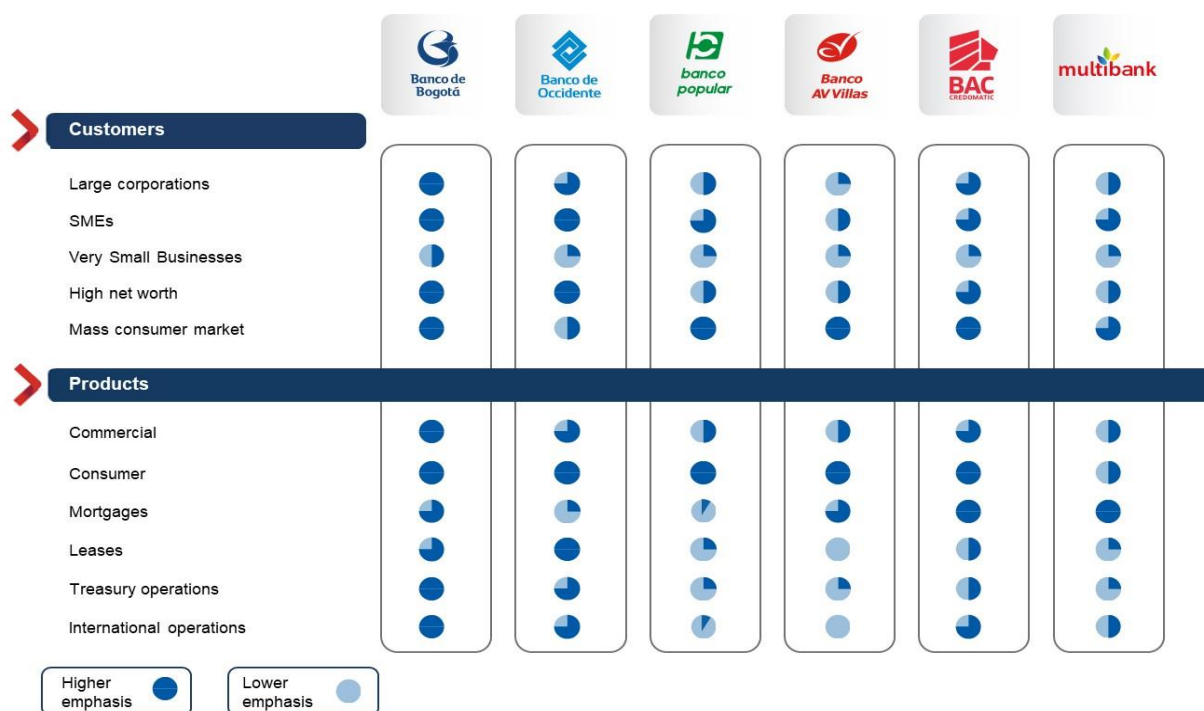 Banco de
Bogotá
Banco de
Occidente
banco
popular
Banco
AV Villas
BAC
CREDOMATIC
multibank
Customers
Large corporations
SMEs
Very Small Businesses
High net worth
Mass consumer market
Products
Commercial
Consumer
Mortgages
Leases
Treasury operations
International operations
Higher
emphasis
Lower
emphasis